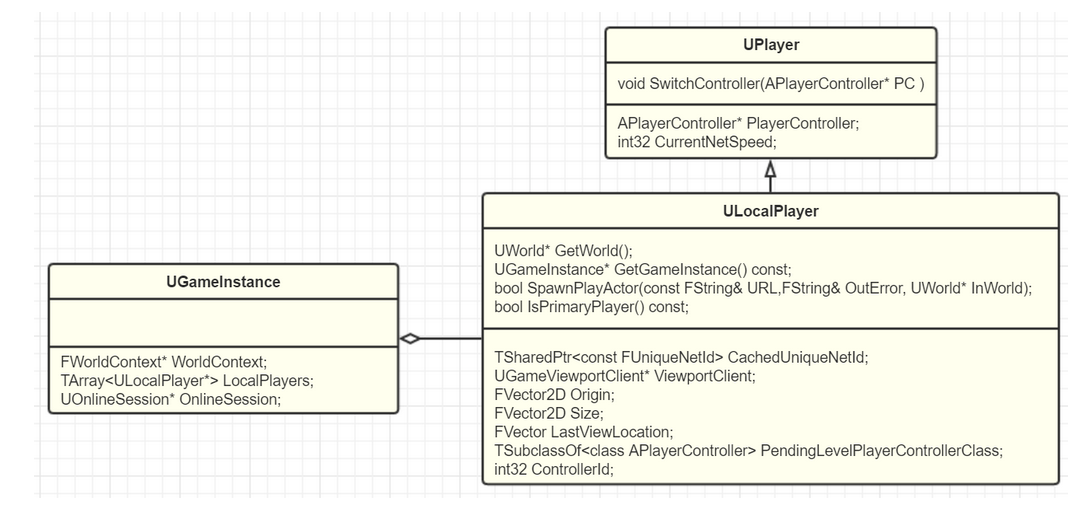 UPlayer
void SwitchController(APlayerController* PC )
APlayerController* PlayerController;
int32 CurrentNetSpeed;
ULocalPlayer
UWorld* GetWorld();
UGameInstance* GetGameInstance() const;
bool SpawnPlayActor(const FString& URL,FString& OutError, UWorld* InWorld);
bool IsPrimaryPlayer() const;
TSharedPtr<const FUniqueNetId> CachedUniqueNetId;
UGameViewportClient* ViewportClient;
FVector2D Origin;
FVector2D Size;
FVector LastViewLocation;
TSubclassOf<class APlayerController> PendingLevelPlayerControllerClass;
int32 ControllerId;
UGameInstance
FWorldContext* WorldContext;
TArray<ULocalPlayer*> LocalPlayers;
UOnlineSession* OnlineSession;